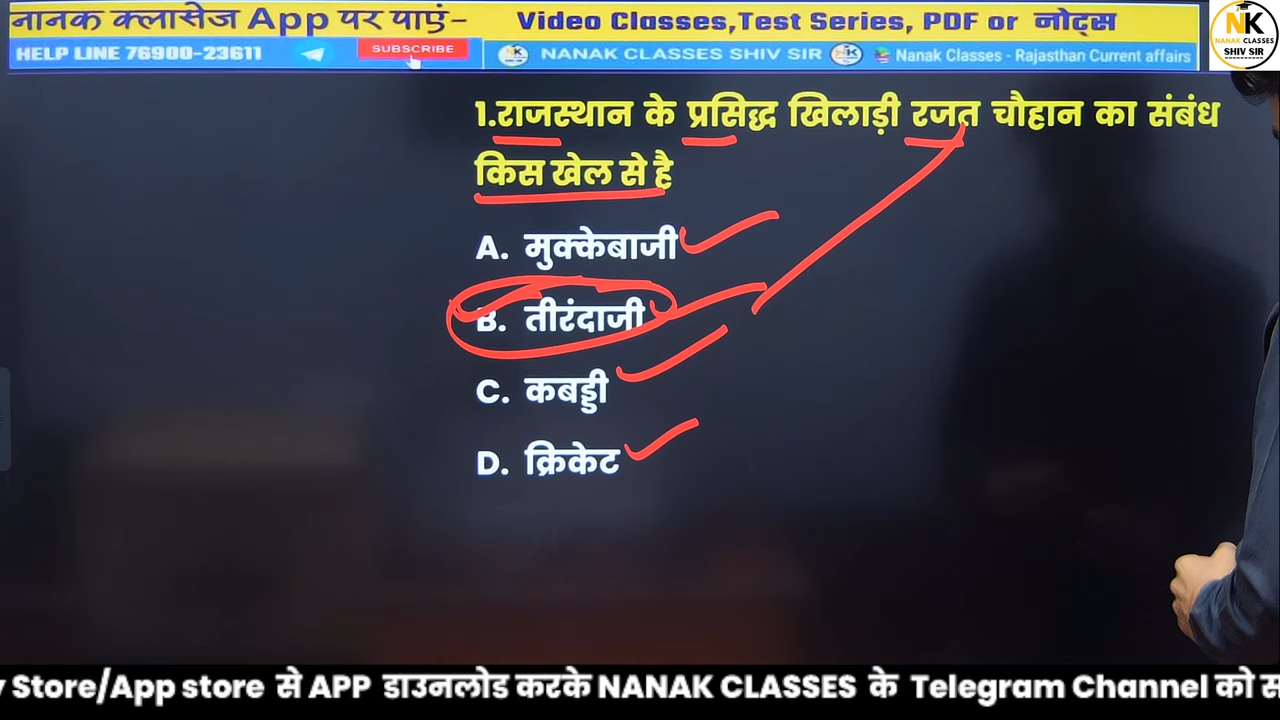 नानक क्लासेज App पर पाएं- Video Classes,Test Series, PDF or नोट्स
HELP LINE 76900-23611 SUBSCRIBE NANAK CLASSES SHIV SIR Nanak Classes - Rajasthan Current affairs
NK
NANAK CLASSES
SHIV SIR
1.राजस्थान के प्रसिद्ध खिलाड़ी रजत चौहान का संबंध
किस खेल से है
A. मुक्केबाजी
B. तीरंदाजी
C. कबड्डी
D. क्रिकेट
Store/App store से APP डाउनलोड करके NANAK CLASSES के Telegram Channel को